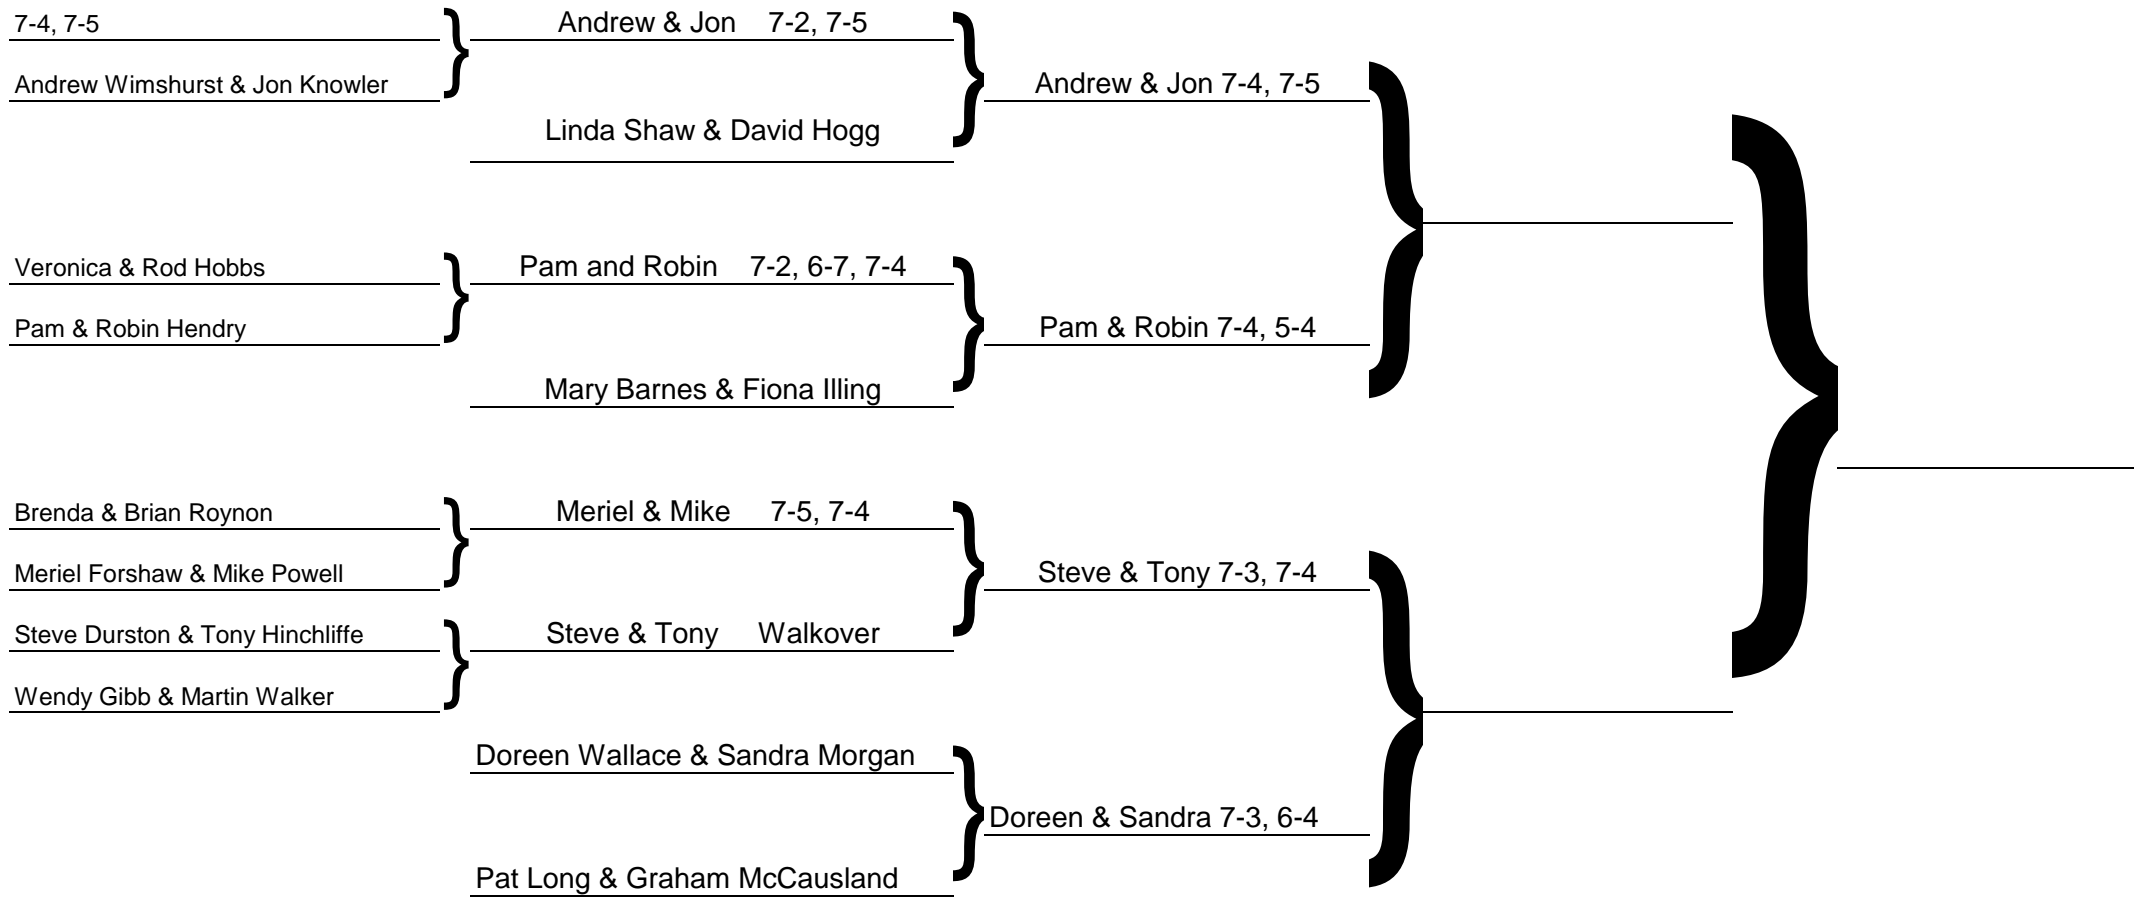 7-4, 7-5
Andrew Wimshurst & Jon Knowler
Andrew & Jon 7-2, 7-5
Linda Shaw & David Hogg
Andrew & Jon 7-4, 7-5
Veronica & Rod Hobbs
Pam & Robin Hendry
Pam and Robin 7-2, 6-7, 7-4
Mary Barnes & Fiona Illing
Pam & Robin 7-4, 5-4
Brenda & Brian Roynon
Meriel Forshaw & Mike Powell
Meriel & Mike 7-5, 7-4
Steve Durston & Tony Hinchliffe
Wendy Gibb & Martin Walker
Steve & Tony Walkover
Steve & Tony 7-3, 7-4
Doreen Wallace & Sandra Morgan
Pat Long & Graham McCausland
Doreen & Sandra 7-3, 6-4